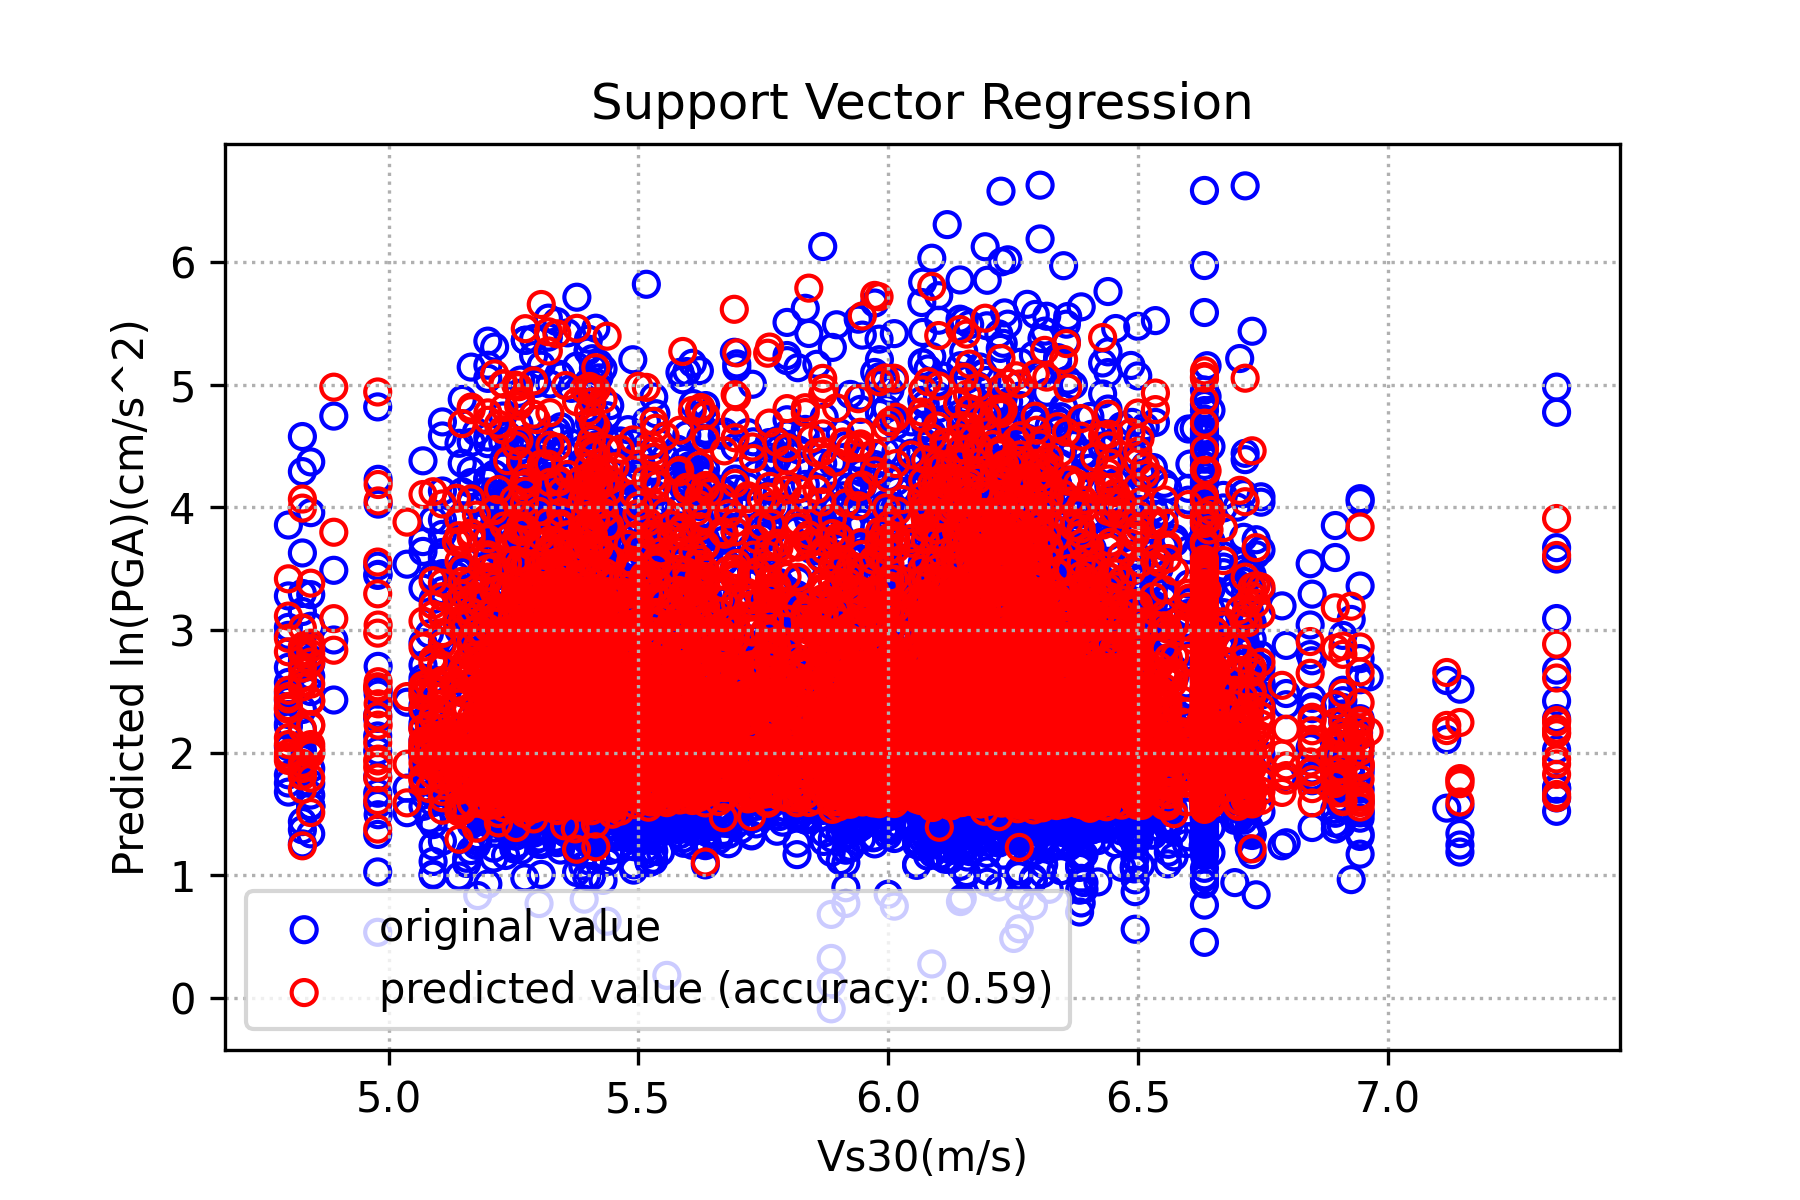 Support Vector Regression
Predicted ln(PGA)(cm/s^2)
6
5
4
3
2
1
0
original value
predicted value (accuracy: 0.59)
5.0 5.5 6.0 6.5 7.0
Vs30(m/s)